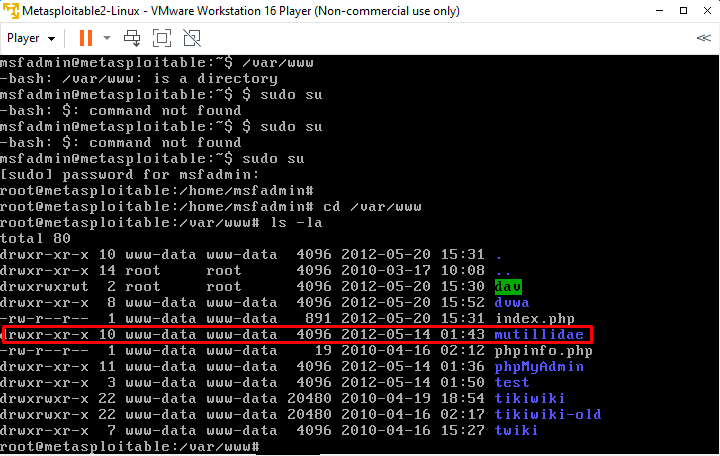 Metasploitable2-Linux - VMware Workstation 16 Player (Non-commercial use only)
Player
msfadmin@metasploitable:~$ /var/www
-bash: /var/www: is a directory
msfadmin@metasploitable:~$ $ sudo su
-bash: $: command not found
msfadmin@metasploitable:~$ $ sudo su
-bash: $: command not found
msfadmin@metasploitable:~$ sudo su
[sudo] password for msfadmin:
root@metasploitable:/home/msfadmin#
root@metasploitable:/home/msfadmin# cd /var/www
root@metasploitable:/var/www# ls -la
total 80
drwxr-xr-x 10 www-data www-data  4096 2012-05-20 15:31 .
drwxr-xr-x 14 root     root      4096 2010-03-17 10:08 ..
drwxrwxrwt  2 root     root      4096 2012-05-20 15:30 dav
drwxr-xr-x  8 www-data www-data  4096 2012-05-20 15:52 dvwa
-rw-r--r--  1 www-data www-data   891 2012-05-20 15:31 index.php
drwxr-xr-x 10 www-data www-data  4096 2012-05-14 01:43 mutillidae
-rw-r--r--  1 www-data www-data    19 2010-04-16 02:12 phpinfo.php
drwxr-xr-x 11 www-data www-data  4096 2012-05-14 01:36 phpMyAdmin
drwxr-xr-x  3 www-data www-data  4096 2012-05-14 01:50 test
drwxrwxr-x 22 www-data www-data 20480 2010-04-19 18:54 tikiwiki
drwxrwxr-x 22 www-data www-data 20480 2010-04-16 02:17 tikiwiki-old
drwxr-xr-x  7 www-data www-data  4096 2010-04-16 15:27 twiki
root@metasploitable:/var/www#